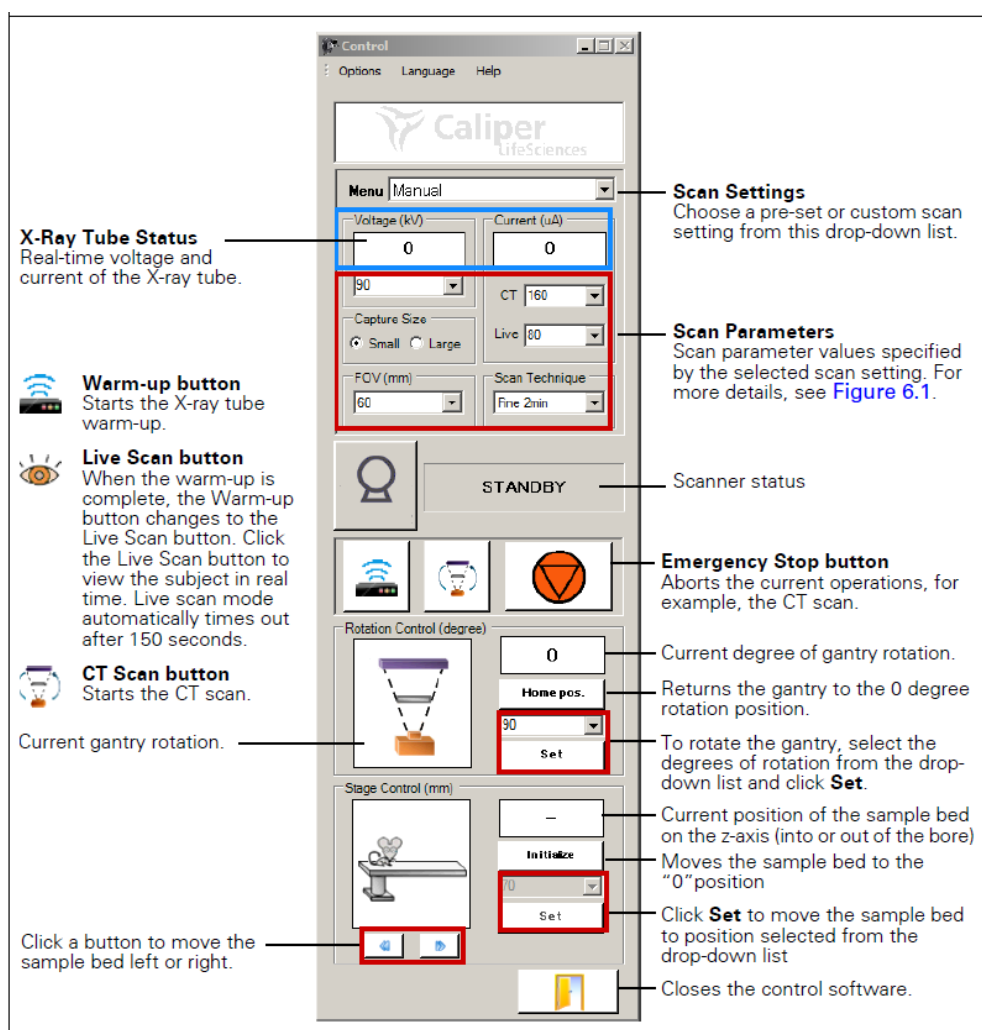 Control
Options Language Help
Caliper
LifeSciences
Menu Manual
Voltage (kV)
Current (uA)
0
0
90
CT 160
Capture Size
Small Large
Live 80
FOV (mm)
Scan Technique
60
Fine 2min
STANDBY
Rotation Control (degree)
0
Home pos.
90
Set
Stage Control (mm)
–
Initialize
70
Set
X-Ray Tube Status
Real-time voltage and
current of the X-ray tube.
Warm-up button
Starts the X-ray tube
warm-up.
Live Scan button
When the warm-up is
complete, the Warm-up
button changes to the
Live Scan button. Click
the Live Scan button to
view the subject in real
time. Live scan mode
automatically times out
after 150 seconds.
CT Scan button
Starts the CT scan.
Current gantry rotation.
Click a button to move the
sample bed left or right.
Scan Settings
Choose a pre-set or custom scan
setting from this drop-down list.
Scan Parameters
Scan parameter values specified
by the selected scan setting. For
more details, see Figure 6.1.
Scanner status
Emergency Stop button
Aborts the current operations, for
example, the CT scan.
Current degree of gantry rotation.
Returns the gantry to the 0 degree
rotation position.
To rotate the gantry, select the
degrees of rotation from the drop-
down list and click Set.
Current position of the sample bed
on the z-axis (into or out of the bore)
Moves the sample bed to the
“0”position
Click Set to move the sample bed
to position selected from the
drop-down list
Closes the control software.